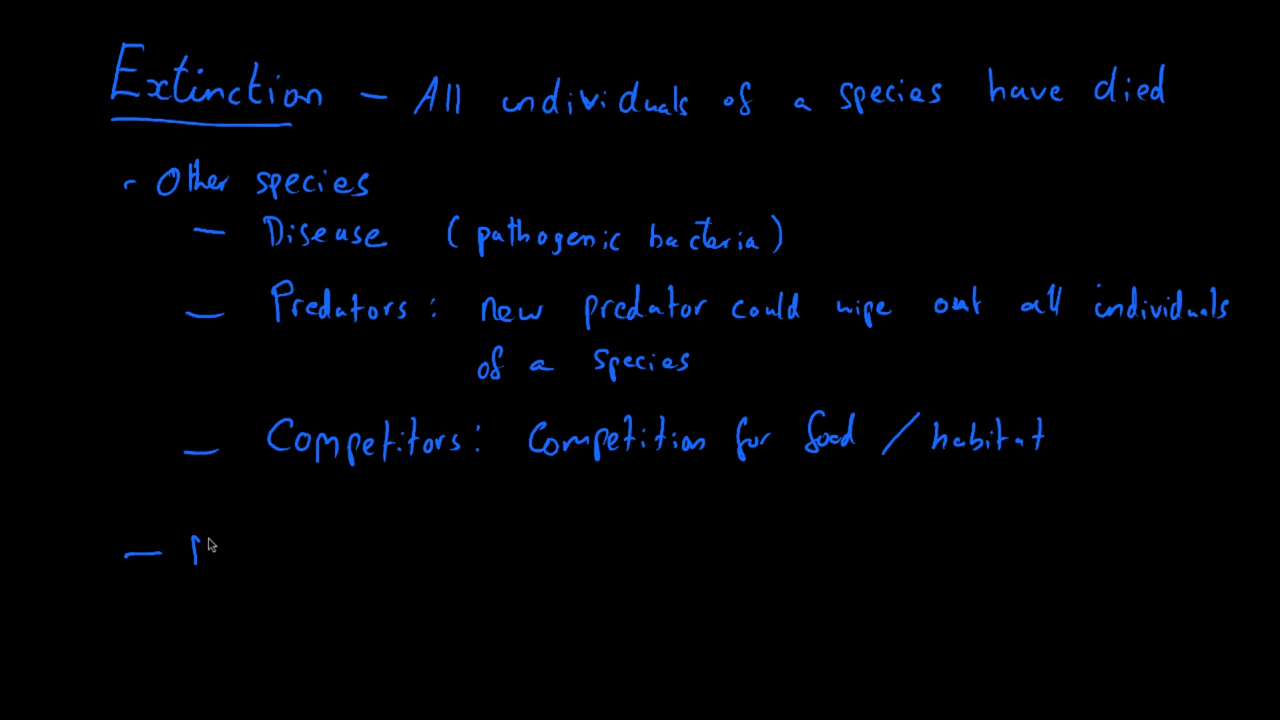 Extinction - All individuals of a species have died
- Other species
- Disease (pathogenic bacteria)
- Predators: new predator could wipe out all individuals
of a species
- Competitors: Competition for food / habitat
-